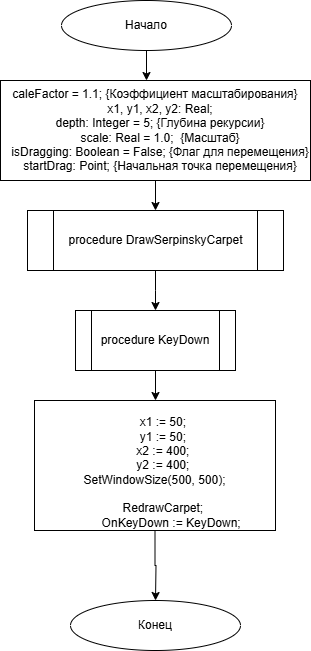 Начало
caleFactor = 1.1; {Коэффициент масштабирования}
x1, y1, x2, y2: Real;
depth: Integer = 5; {Глубина рекурсии}
scale: Real = 1.0; {Масштаб}
isDragging: Boolean = False; {Флаг для перемещения}
startDrag: Point; {Начальная точка перемещения}
procedure DrawSerpinskyCarpet
procedure KeyDown
x1 := 50;
y1 := 50;
x2 := 400;
y2 := 400;
SetWindowSize(500, 500);
RedrawCarpet;
OnKeyDown := KeyDown;
Конец